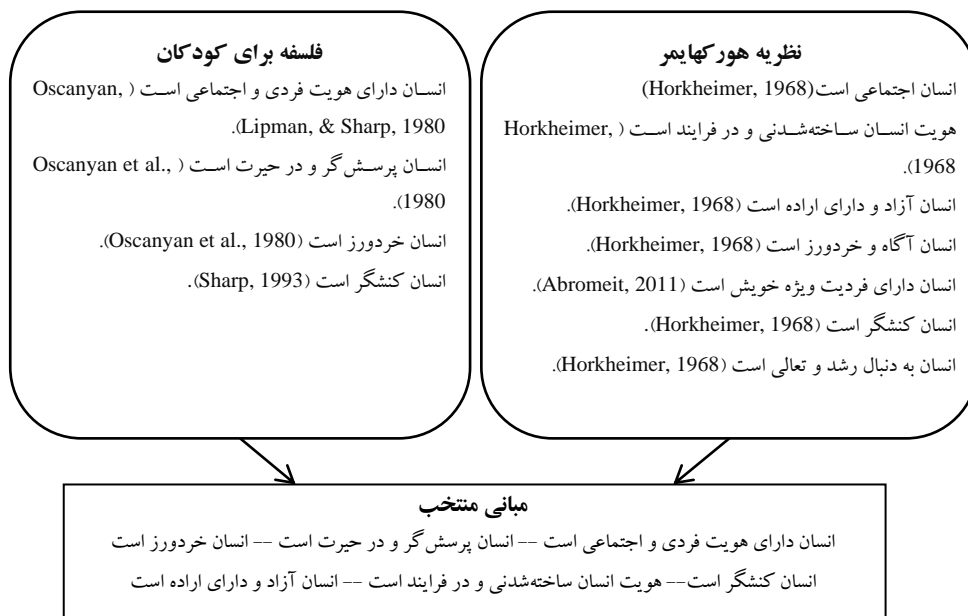 نظریه هورکهایمر
انسان اجتماعی است(Horkheimer, 1968)
هویت انسان ساخته‌شدنی و در فرایند است (Horkheimer,
1968).
انسان آزاد و دارای اراده است (Horkheimer, 1968).
انسان آگاه و خردورز است (Horkheimer, 1968).
انسان دارای فردیت ویژه خویش است (Abromeit, 2011).
انسان کنشگر است (Horkheimer, 1968).
انسان به دنبال رشد و تعالی است (Horkheimer, 1968).
فلسفه برای کودکان
انسان دارای هویت فردی و اجتماعی است (Oscanyan,
Lipman, & Sharp, 1980).
انسان پرسش‌گر و در حیرت است (Oscanyan et al.,
1980).
انسان خردورز است (Oscanyan et al., 1980).
انسان کنشگر است (Sharp, 1993).
مبانی منتخب
انسان دارای هویت فردی و اجتماعی است -- انسان پرسش‌گر و در حیرت است -- انسان خردورز است
انسان کنشگر است-- هویت انسان ساخته‌شدنی و در فرایند است -- انسان آزاد و دارای اراده است